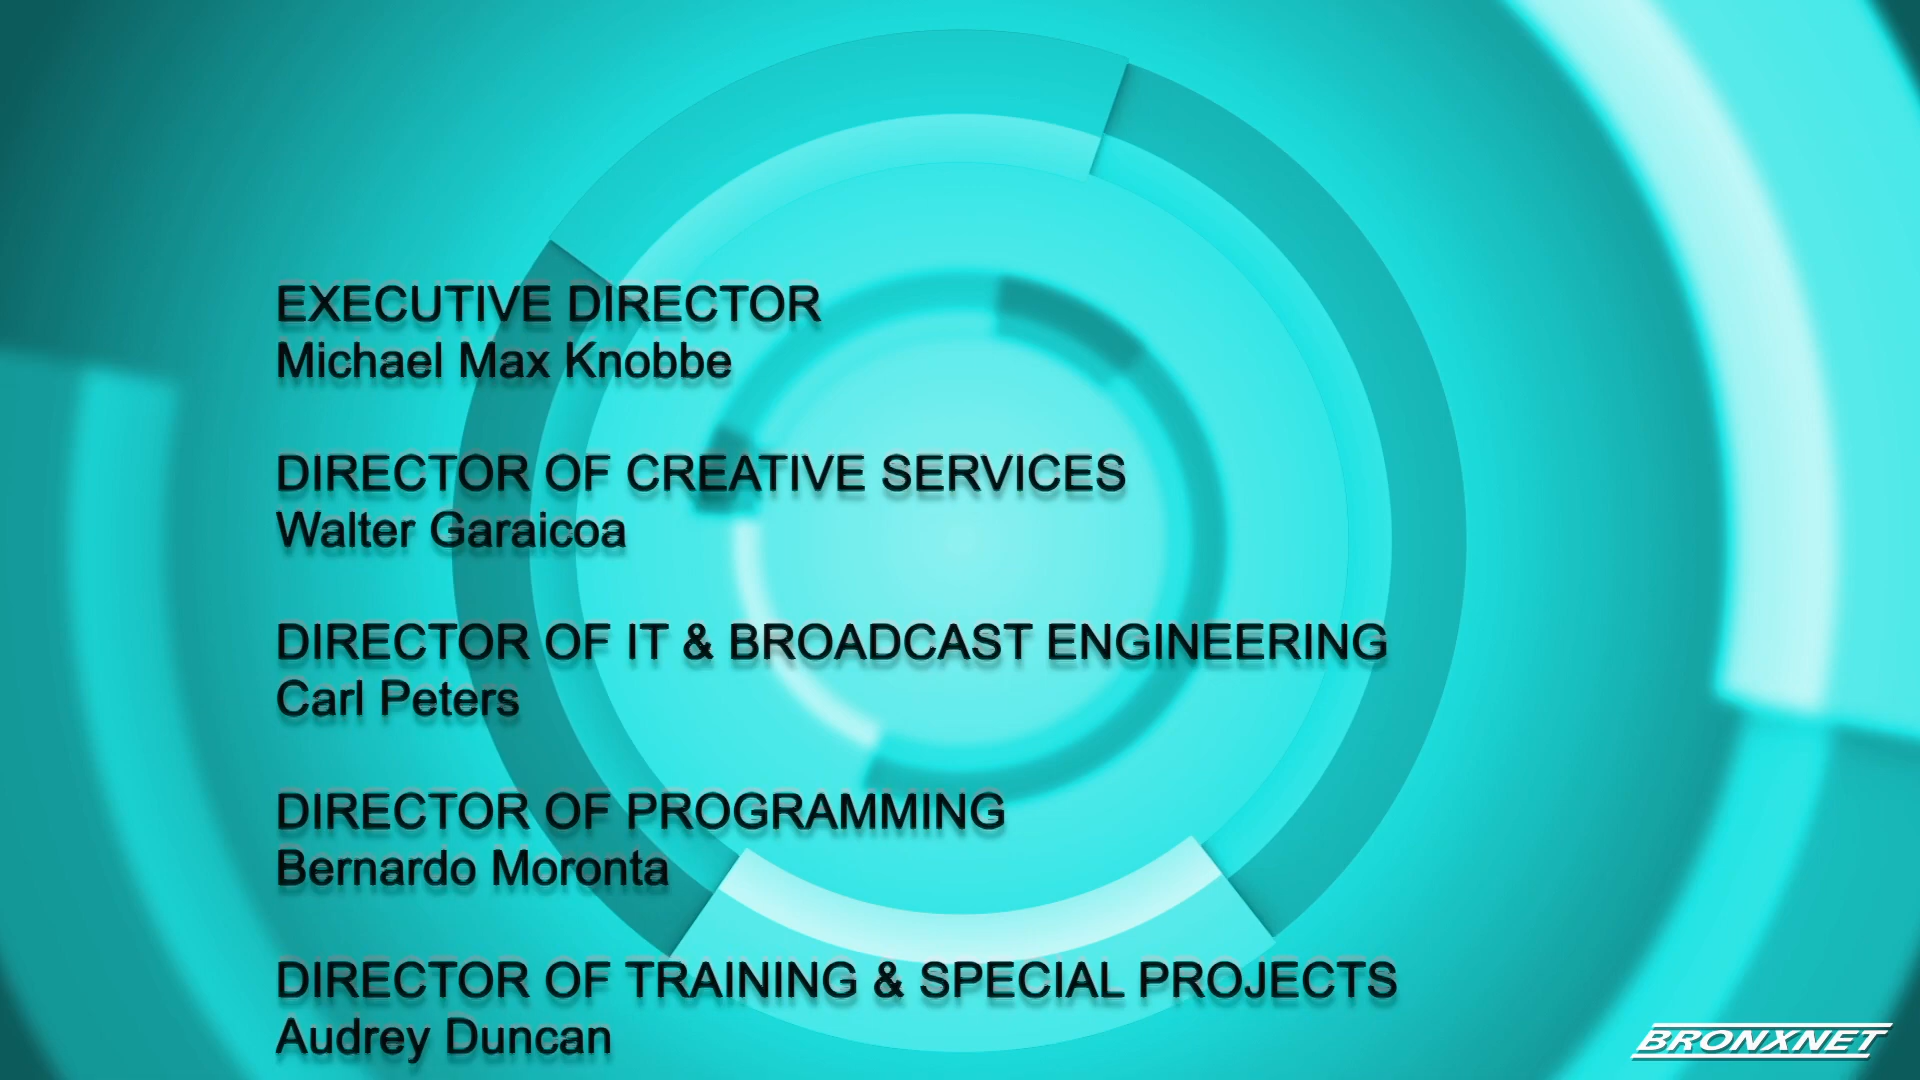 EXECUTIVE DIRECTOR
Michael Max Knobbe
DIRECTOR OF CREATIVE SERVICES
Walter Garaicoa
DIRECTOR OF IT & BROADCAST ENGINEERING
Carl Peters
DIRECTOR OF PROGRAMMING
Bernardo Moronta
DIRECTOR OF TRAINING & SPECIAL PROJECTS
Audrey Duncan
BRONXNET